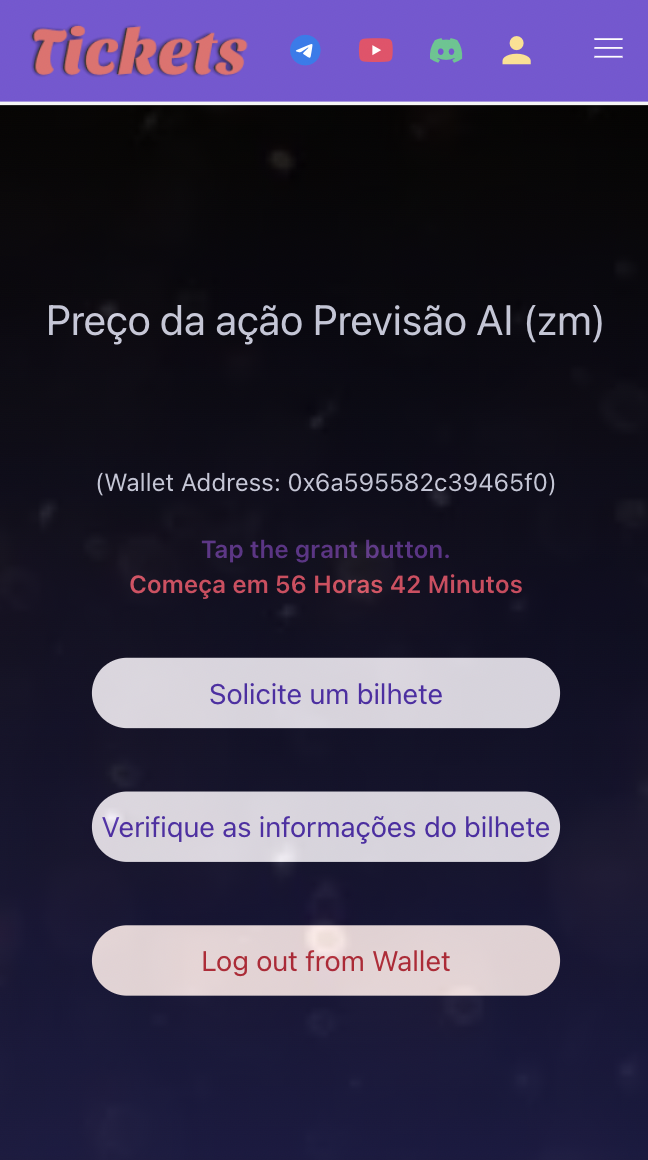 Tickets
Preço da ação Previsão AI (zm)
(Wallet Address: 0x6a595582c39465f0)
Tap the grant button.
Começa em 56 Horas 42 Minutos
Solicite um bilhete
Verifique as informações do bilhete
Log out from Wallet